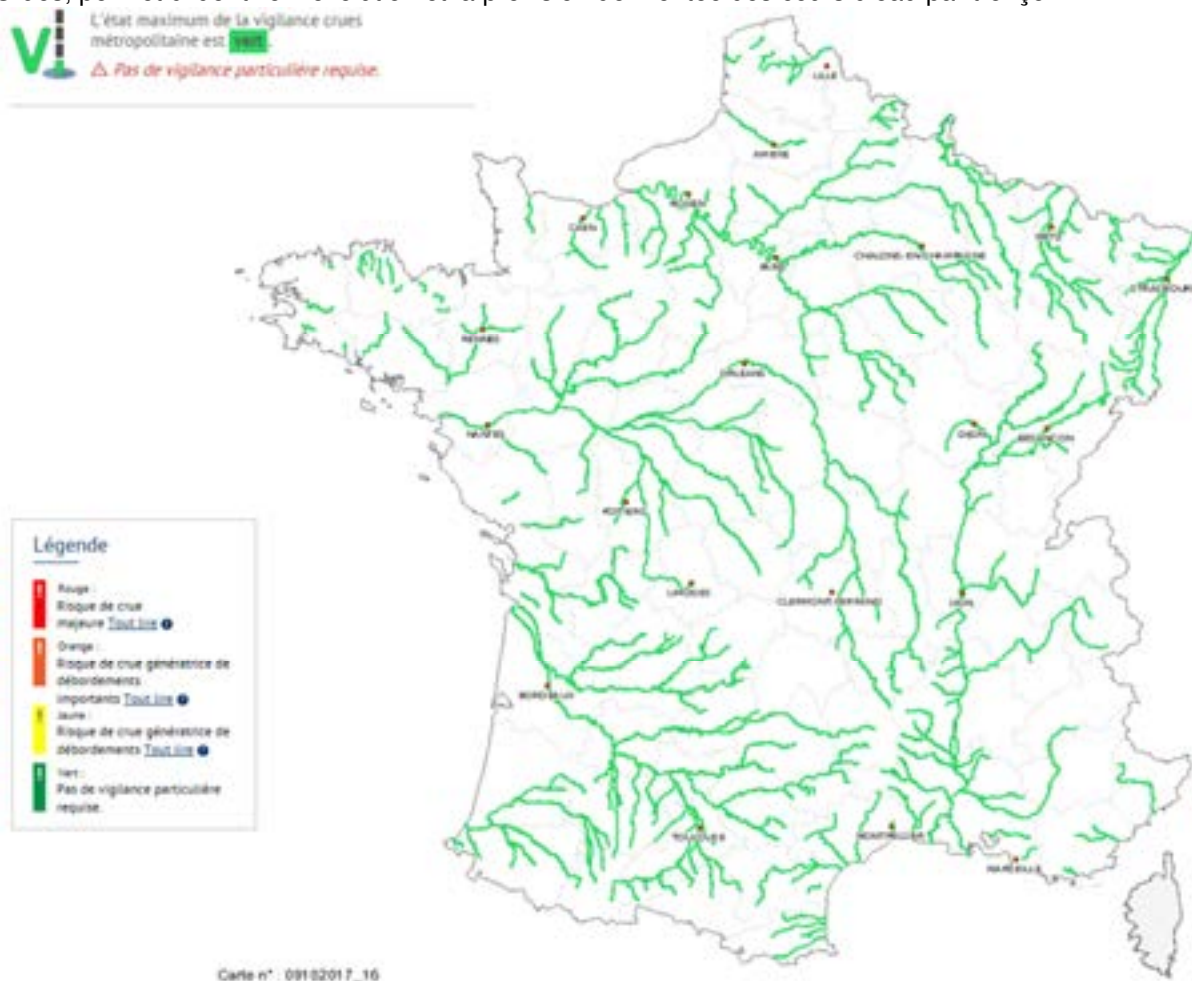 L'état maximum de la vigilance crues
métropolitaine est vert.
⚠ Pas de vigilance particulière requise.
LILLE
AMIENS
ROUEN
CAEN
METZ
CHALONS-EN-CHAMPAGNE
STRASBOURG
RENNES
ORLEANS
NANTES
DIJON
BESANCON
POITIERS
Légende
Rouge :
Risque de crue
majeure Tout lire
Orange :
Risque de crue génératrice de
débordements
importants Tout lire
Jaune :
Risque de crue génératrice de
débordements Tout lire
Vert :
Pas de vigilance particulière
requise.
LIMOGES
CLERMONT-FERRAND
LYON
BORDEAUX
TOULOUSE
MONTPELLIER
MARSEILLE
Carte n° : 09102017_16